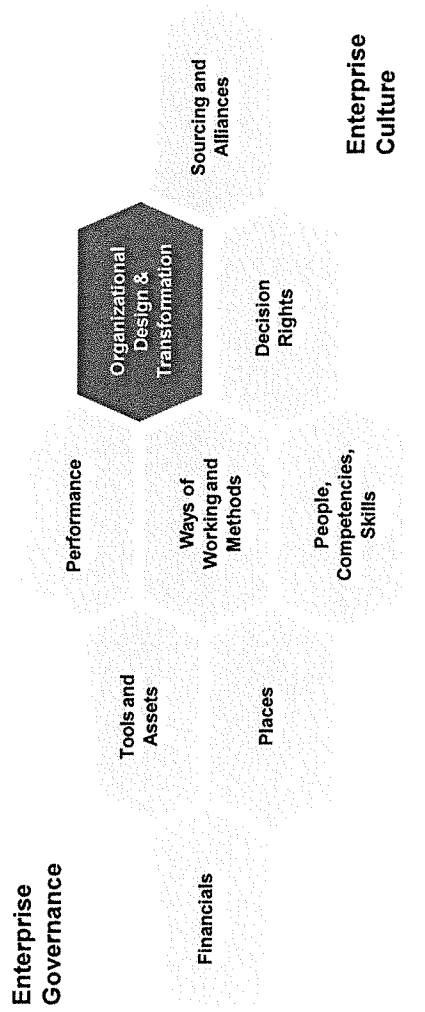 Enterprise
Governance
Performance
Organizational
Design &
Transformation
Tools and
Assets
Ways of
Working and
Methods
Sourcing and
Alliances
Financials
Places
Decision
Rights
People,
Competencies,
Skills
Enterprise
Culture